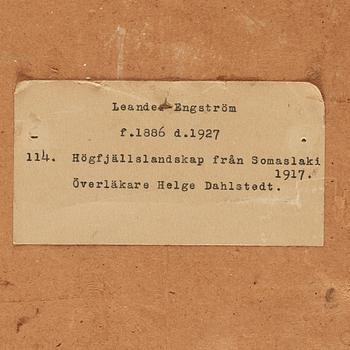 Leander Engström
f.1886 d.1927
114. Högfjällslandskap från Somaslaki
1917.
Överläkare Helge Dahlstedt.